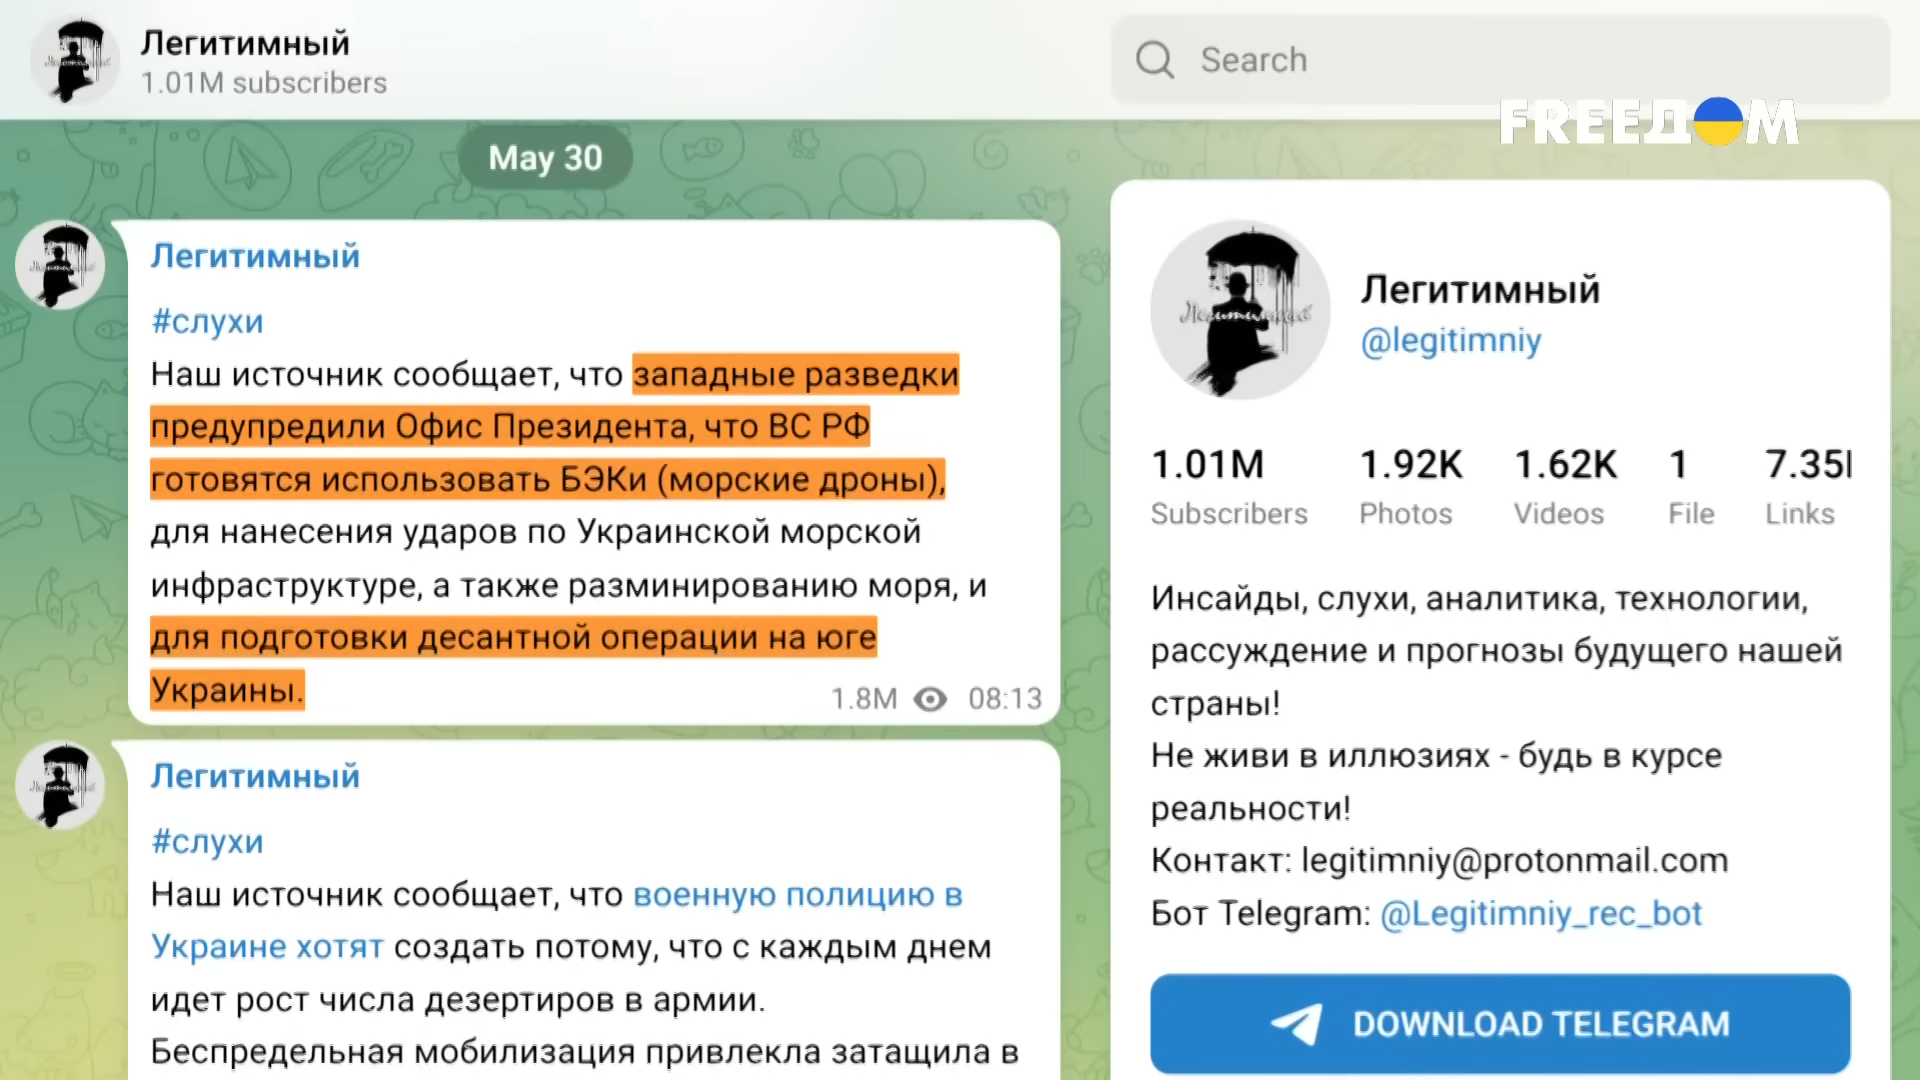 Легитимный
1.01M subscribers
Search
FREEДOM
May 30
Легитимный
#слухи
Наш источник сообщает, что западные разведки
предупредили Офис Президента, что ВС РФ
готовятся использовать БЭКи (морские дроны),
для нанесения ударов по Украинской морской
инфраструктуре, а также разминированию моря, и
для подготовки десантной операции на юге
Украины.
1.8M 08:13
Легитимный
#слухи
Наш источник сообщает, что военную полицию в
Украине хотят создать потому, что с каждым днем
идет рост числа дезертиров в армии.
Беспредельная мобилизация привлекла затащила в
Легитимный
Легитимный
@legitimniy
1.01M 1.92K 1.62K 1 7.35
Subscribers Photos Videos File Links
Инсайды, слухи, аналитика, технологии,
рассуждение и прогнозы будущего нашей
страны!
Не живи в иллюзиях - будь в курсе
реальности!
Контакт: legitimniy@protonmail.com
Бот Telegram: @Legitimniy_rec_bot
DOWNLOAD TELEGRAM